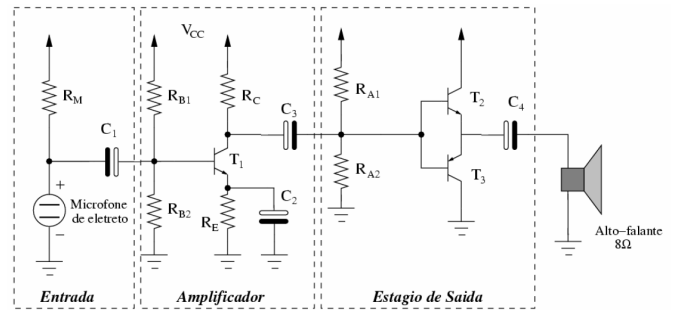 V_CC
R_M
R_B1
R_C
C_3
R_A1
T_2
C_4
C_1
T_1
R_A2
T_3
+
Microfone
de eletreto
−
R_B2
R_E
C_2
Alto−falante
8Ω
Entrada
Amplificador
Estagio de Saida